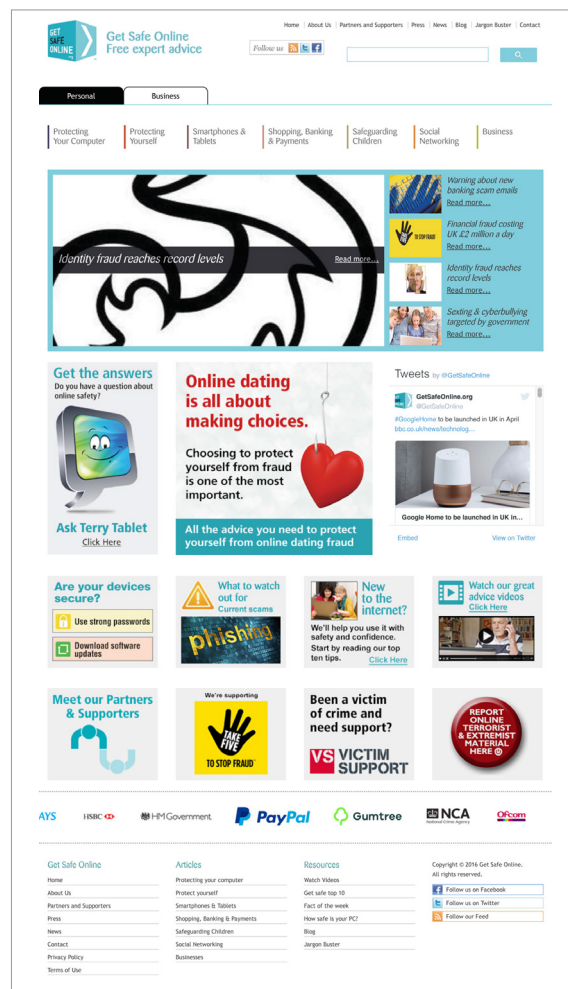 GET
SAFE
ONLINE
.org
Get Safe Online
Free expert advice
Home | About Us | Partners and Supporters | Press | News | Blog | Jargon Buster | Contact
Follow us
Personal
Business
Protecting
Your Computer
Protecting
Yourself
Smartphones &
Tablets
Shopping, Banking
& Payments
Safeguarding
Children
Social
Networking
Business
Identity fraud reaches record levels
Read more...
Warning about new
banking scam emails
Read more...
TO STOP FRAUD
Financial fraud costing
UK £2 million a day
Read more...
Identity fraud reaches
record levels
Read more...
Sexting & cyberbullying
targeted by government
Read more...
Get the answers
Do you have a question about
online safety?
Ask Terry Tablet
Click Here
Online dating
is all about
making choices.
Choosing to protect
yourself from fraud
is one of the most
important.
All the advice you need to protect
yourself from online dating fraud
Tweets by @GetSafeOnline
GetSafeOnline.org
@GetSafeOnline
#GoogleHome to be launched in UK in April
bbc.co.uk/news/technolog...
Google Home to be launched in UK in...
Embed
View on Twitter
Are your devices
secure?
Use strong passwords
Download software
updates
What to watch
out for
Current scams
phishing
New
to the
internet?
We'll help you use it with
safety and confidence.
Start by reading our top
ten tips.
Click Here
Watch our great
advice videos
Click Here
Meet our Partners
& Supporters
We're supporting
TAKE
FIVE
TO STOP FRAUD
Been a victim
of crime and
need support?
VS VICTIM
SUPPORT
REPORT
ONLINE
TERRORIST
& EXTREMIST
MATERIAL
HERE
AYS
HSBC
HM Government
PayPal
Gumtree
NCA
National Crime Agency
Ofcom
Get Safe Online
Home
About Us
Partners and Supporters
Press
News
Contact
Privacy Policy
Terms of Use
Articles
Protecting your computer
Protect yourself
Smartphones & Tablets
Shopping, Banking & Payments
Safeguarding Children
Social Networking
Businesses
Resources
Watch Videos
Get safe top 10
Fact of the week
How safe is your PC?
Blog
Jargon Buster
Copyright © 2016 Get Safe Online.
All rights reserved.
Follow us on Facebook
Follow us on Twitter
Follow our Feed